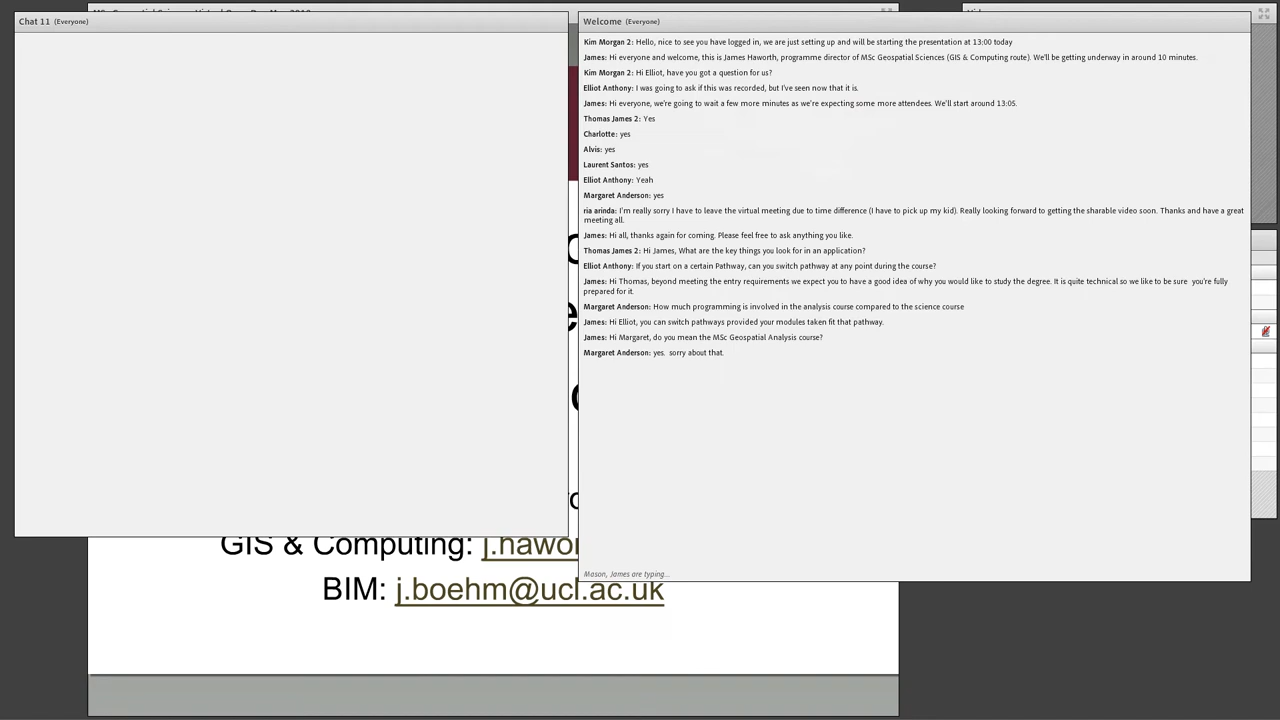 Chat 11 (Everyone)
Welcome (Everyone)
Kim Morgan 2: Hello, nice to see you have logged in, we are just setting up and will be starting the presentation at 13:00 today
James: Hi everyone and welcome, this is James Haworth, programme director of MSc Geospatial Sciences (GIS & Computing route). We'll be getting underway in around 10 minutes.
Kim Morgan 2: Hi Elliot, have you got a question for us?
Elliot Anthony: I was going to ask if this was recorded, but I've seen now that it is.
James: Hi everyone, we're going to wait a few more minutes as we're expecting some more attendees. We'll start around 13:05.
Thomas James 2: Yes
Charlotte: yes
Alvis: yes
Laurent Santos: yes
Elliot Anthony: Yeah
Margaret Anderson: yes
ria arinda: I'm really sorry I have to leave the virtual meeting due to time difference (I have to pick up my kid). Really looking forward to getting the sharable video soon. Thanks and have a great
meeting all.
James: Hi all, thanks again for coming. Please feel free to ask anything you like.
Thomas James 2: Hi James, What are the key things you look for in an application?
Elliot Anthony: If you start on a certain Pathway, can you switch pathway at any point during the course?
James: Hi Thomas, beyond meeting the entry requirements we expect you to have a good idea of why you would like to study the degree. It is quite technical so we like to be sure  you're fully
prepared for it.
Margaret Anderson: How much programming is involved in the analysis course compared to the science course
James: Hi Elliot, you can switch pathways provided your modules taken fit that pathway.
James: Hi Margaret, do you mean the MSc Geospatial Analysis course?
Margaret Anderson: yes.  sorry about that.
Mason, James are typing...
GIS & Computing: j.hawor
BIM: j.boehm@ucl.ac.uk